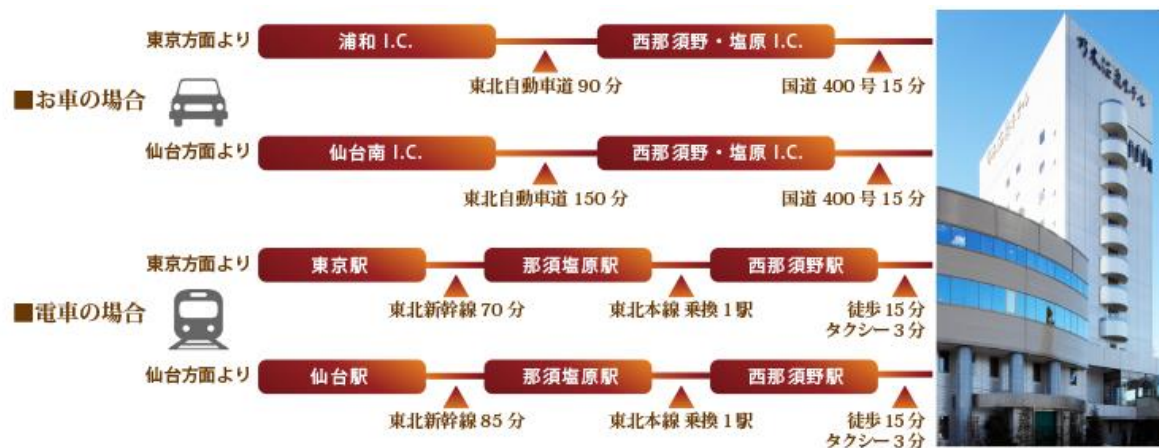 東京方面より
浦和 I.C.
西那須野・塩原 I.C.
東北自動車道 90 分
国道 400 号 15 分
■お車の場合
仙台方面より
仙台南 I.C.
西那須野・塩原 I.C.
東北自動車道 150 分
国道 400 号 15 分
東京方面より
東京駅
那須塩原駅
西那須野駅
東北新幹線 70 分
東北本線 乗換 1 駅
徒歩 15 分
タクシー 3 分
■電車の場合
仙台方面より
仙台駅
那須塩原駅
西那須野駅
東北新幹線 85 分
東北本線 乗換 1 駅
徒歩 15 分
タクシー 3 分